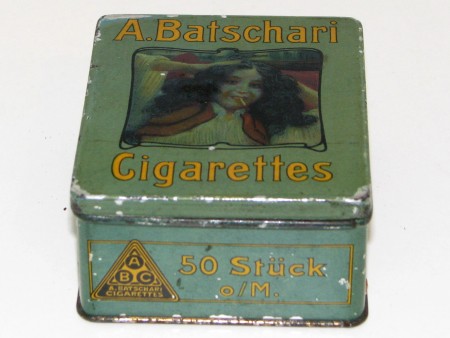 A. Batschari
Cigarettes
A
B C
A. BATSCHARI
CIGARETTES
50 Stück
o/M.